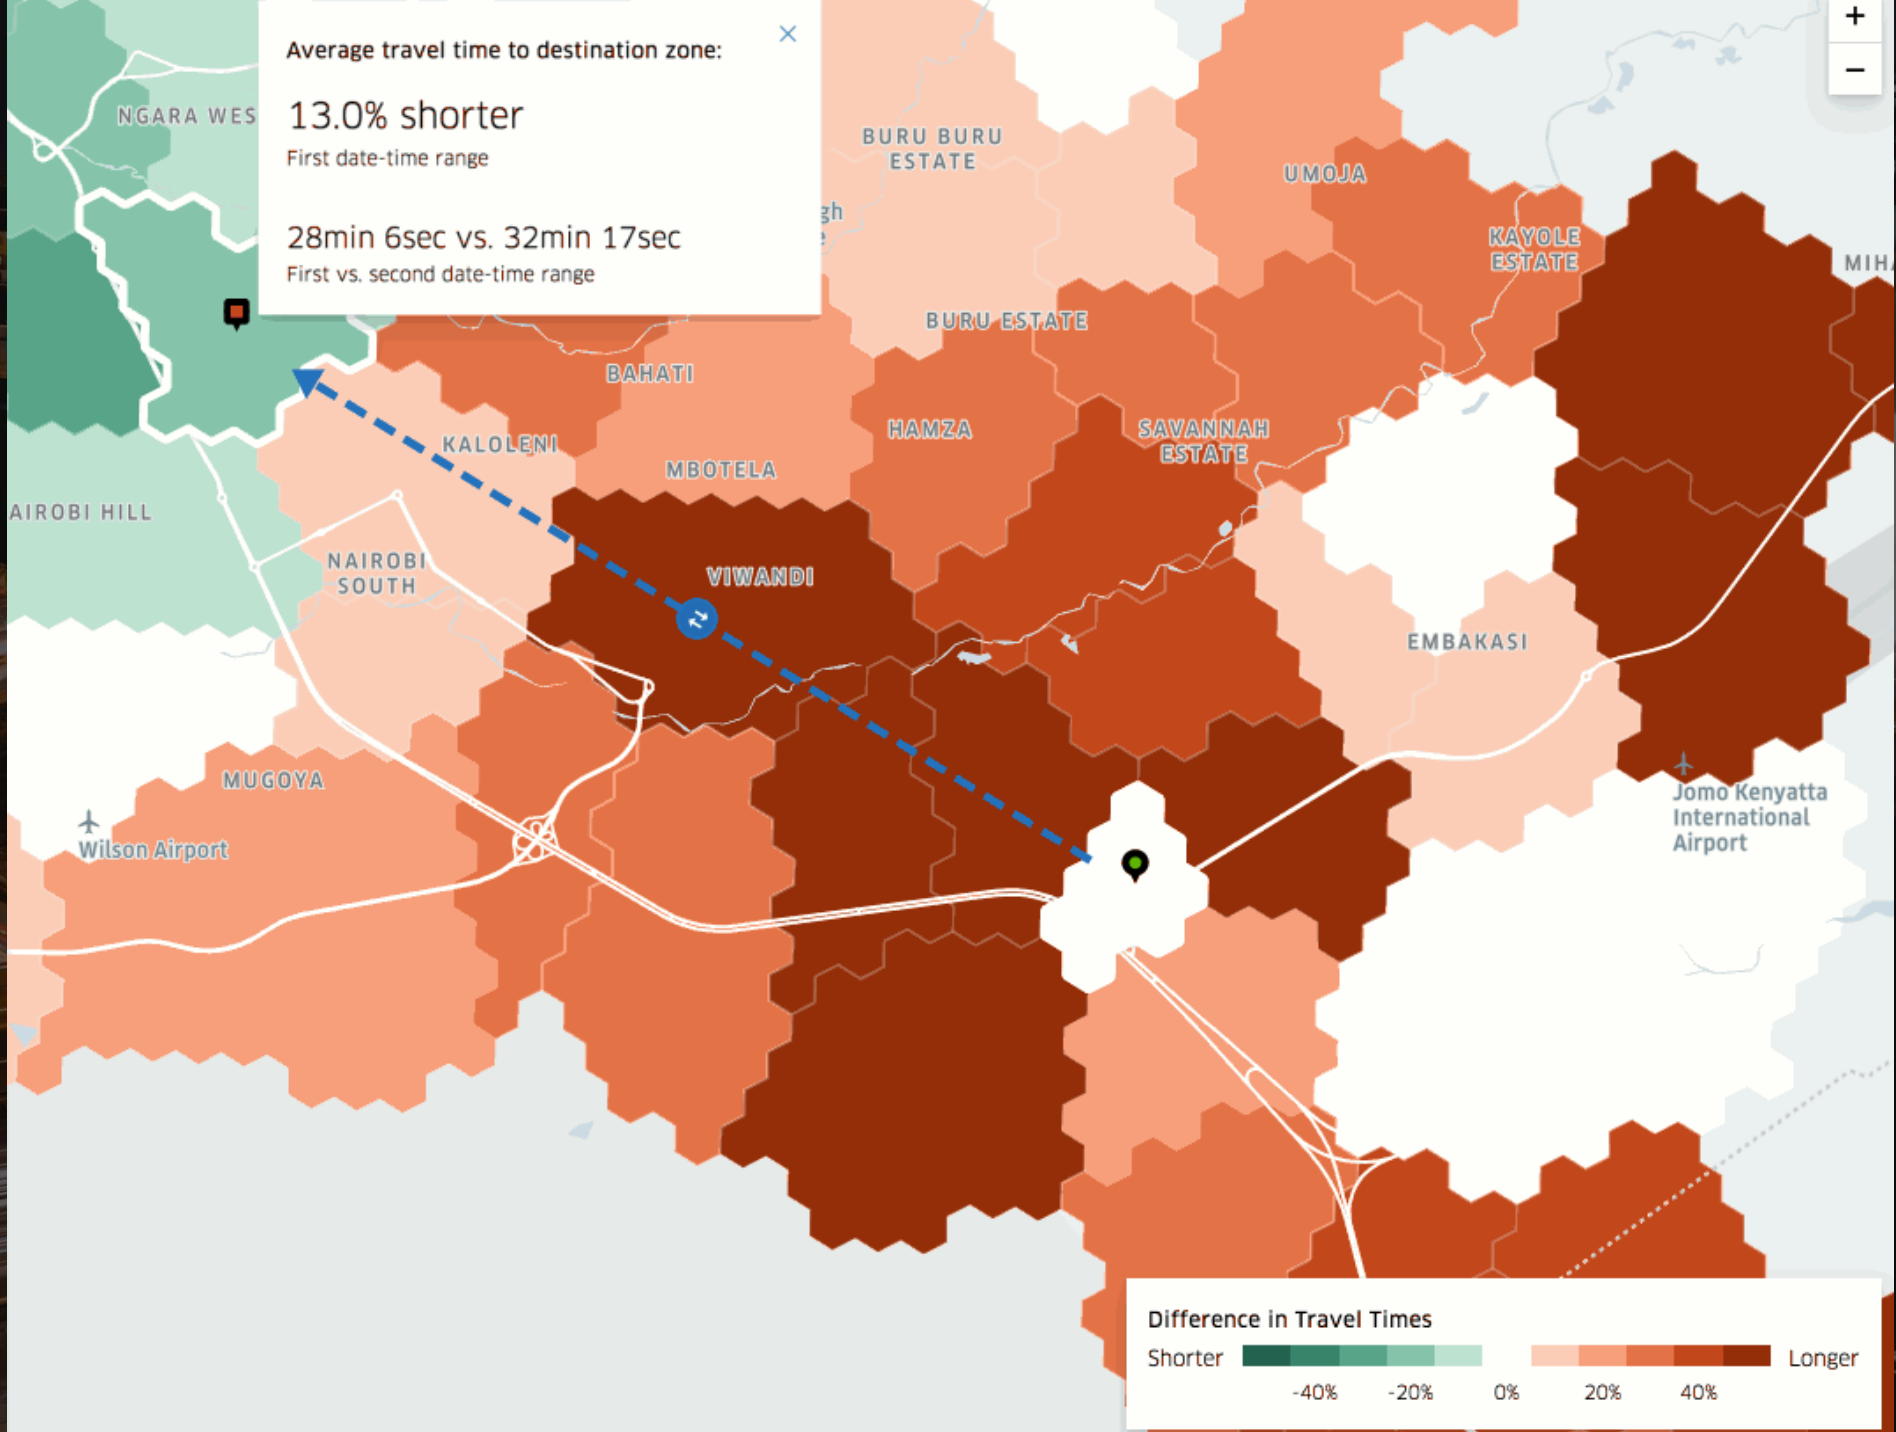 Average travel time to destination zone:
13.0% shorter
First date-time range
28min 6sec vs. 32min 17sec
First vs. second date-time range
+
−
NGARA WES
BURU BURU
ESTATE
UMOJA
KAYOLE
ESTATE
MIHA
gh
BURU ESTATE
BAHATI
HAMZA
SAVANNAH
ESTATE
KALOLENI
MBOTELA
AIROBI HILL
NAIROBI
SOUTH
VIWANDI
EMBAKASI
MUGOYA
Wilson Airport
Jomo Kenyatta
International
Airport
Difference in Travel Times
Shorter
Longer
-40% -20% 0% 20% 40%